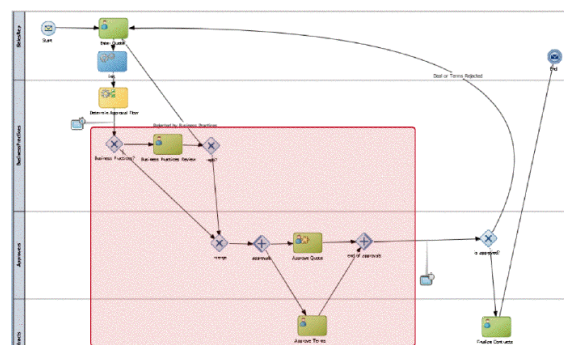 SalesRep
Start
Enter Quote
End
Deal or Terms Rejected
Determine Approval Flow
BusinessPractices
Rejected by Business Practices
Business Practices?
Business Practices Review
merge
approvals
Approve Quote
end of approvals
is approved?
Approvers
Approve Terms
Finalize Contracts